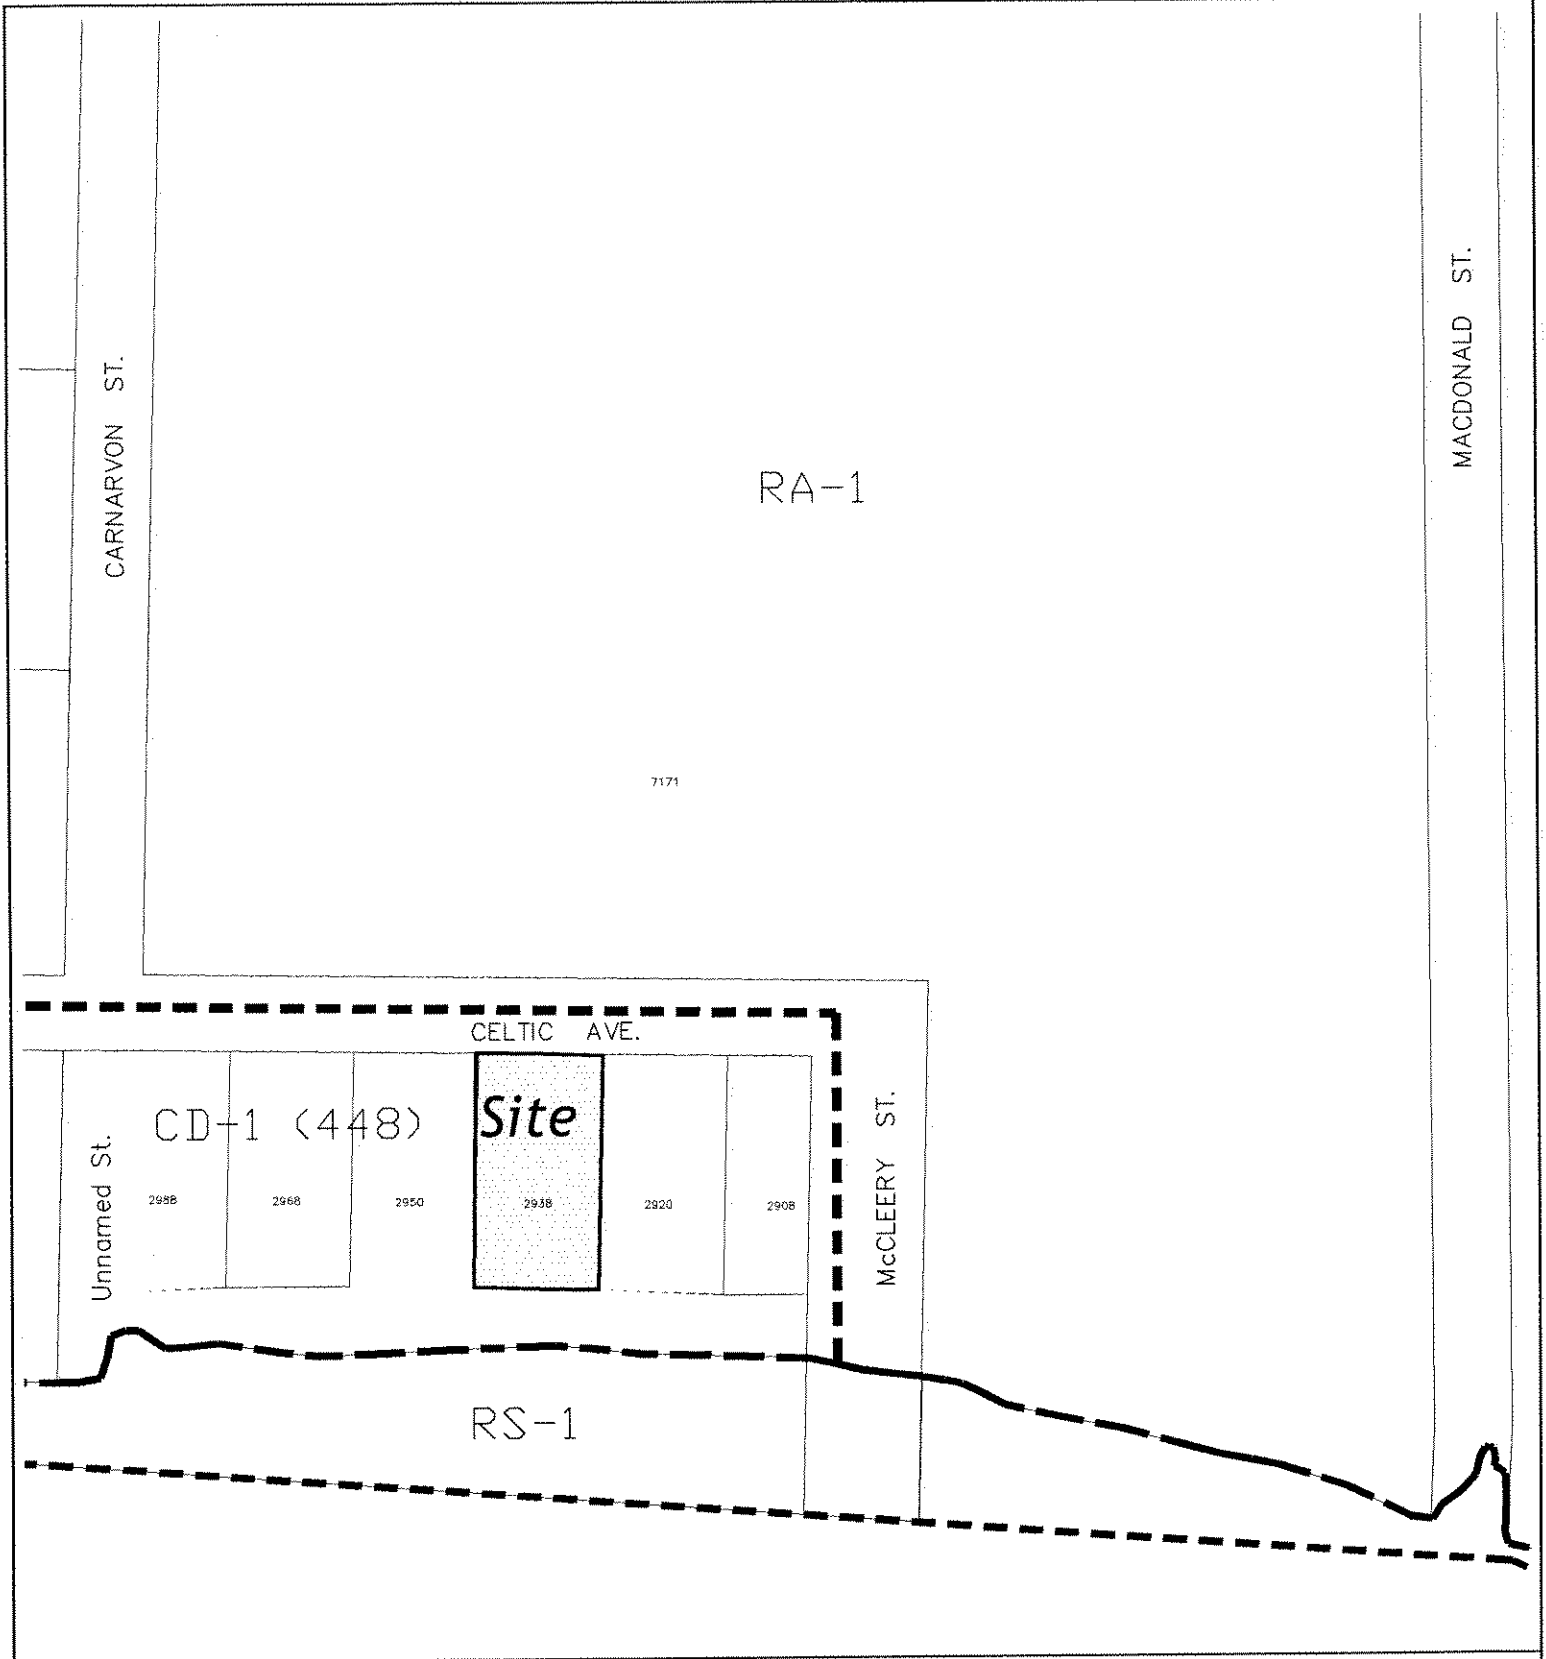 MACDONALD ST.
CARNARVON ST.
RA-1
7171
CELTIC AVE.
CD-1 (448)
Site
McCLEERY ST.
Unnamed St.
2988
2968
2950
2938
2920
2908
RS-1